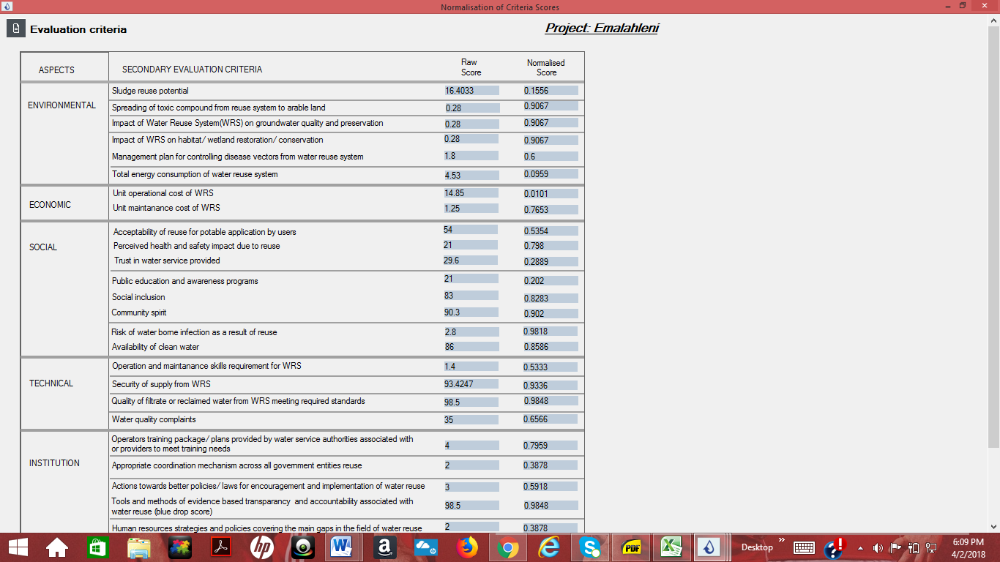 Normalisation of Criteria Scores
Evaluation criteria
Project: Emalahleni
ASPECTS SECONDARY EVALUATION CRITERIA Raw Score Normalised Score
ENVIRONMENTAL
Sludge reuse potential 16.4033 0.1556
Spreading of toxic compound from reuse system to arable land 0.28 0.9067
Impact of Water Reuse System(WRS) on groundwater quality and preservation 0.28 0.9067
Impact of WRS on habitat/ wetland restoration/ conservation 0.28 0.9067
Management plan for controlling disease vectors from water reuse system 1.8 0.6
Total energy consumption of water reuse system 4.53 0.0959
ECONOMIC
Unit operational cost of WRS 14.85 0.0101
Unit maintanance cost of WRS 1.25 0.7653
SOCIAL
Acceptability of reuse for potable application by users 54 0.5354
Perceived health and safety impact due to reuse 21 0.798
Trust in water service provided 29.6 0.2889
Public education and awareness programs 21 0.202
Social inclusion 83 0.8283
Community spirit 90.3 0.902
Risk of water borne infection as a result of reuse 2.8 0.9818
Availability of clean water 86 0.8586
TECHNICAL
Operation and maintanance skills requirement for WRS 1.4 0.5333
Security of supply from WRS 93.4247 0.9336
Quality of filtrate or reclaimed water from WRS meeting required standards 98.5 0.9848
Water quality complaints 35 0.6566
INSTITUTION
Operators training package/ plans provided by water service authorities associated with
or providers to meet training needs 4 0.7959
Appropriate coordination mechanism across all government entities reuse 2 0.3878
Actions towards better policies/ laws for encouragement and implementation of water reuse 3 0.5918
Tools and methods of evidence based transparancy and accountability associated with
water reuse (blue drop score) 98.5 0.9848
Human resources strategies and policies covering the main gaps in the field of water reuse 2 0.3878
hp
W
a
e
S
PDF
X
Desktop
6:09 PM
4/2/2018